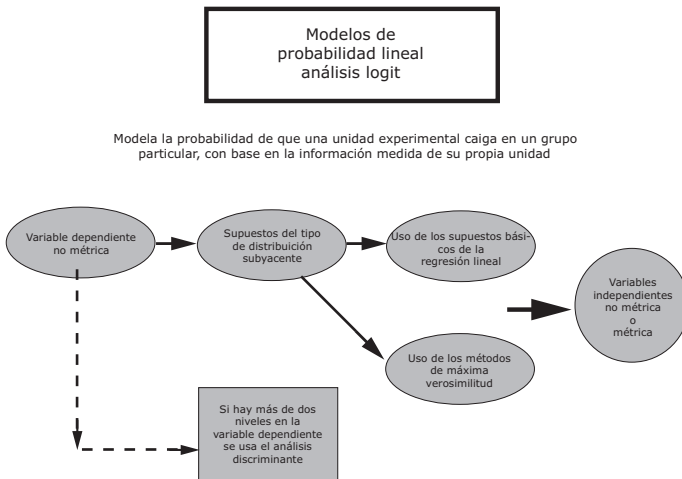 Modelos de
probabilidad lineal
análisis logit
Modela la probabilidad de que una unidad experimental caiga en un grupo
particular, con base en la información medida de su propia unidad
Variable dependiente
no métrica
Supuestos del tipo
de distribuición
subyacente
Uso de los supuestos bási-
cos de la
regresión lineal
Variables
independientes
no métrica
o
métrica
Uso de los métodos
de máxima
verosimilitud
Si hay más de dos
niveles en la
variable dependiente
se usa el análisis
discriminante